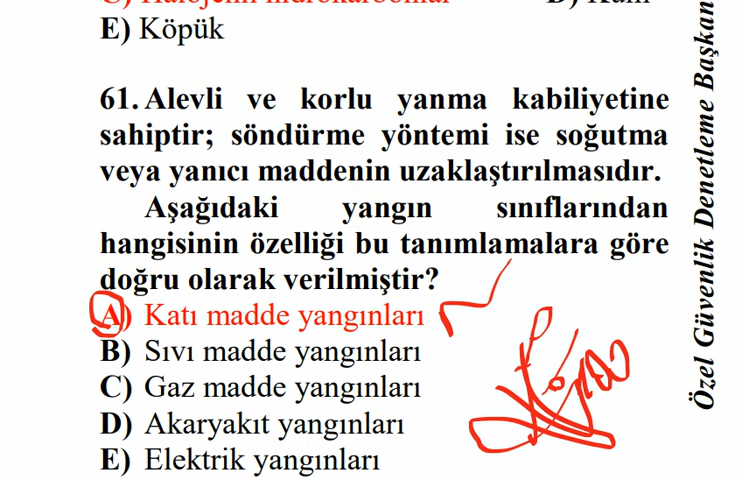 E) Köpük
61. Alevli ve korlu yanma kabiliyetine
sahiptir; söndürme yöntemi ise soğutma
veya yanıcı maddenin uzaklaştırılmasıdır.
Aşağıdaki yangın sınıflarından
hangisinin özelliği bu tanımlamalara göre
doğru olarak verilmiştir?
A) Katı madde yangınları
B) Sıvı madde yangınları
C) Gaz madde yangınları
D) Akaryakıt yangınları
E) Elektrik yangınları
Özel Güvenlik Denetleme Başkan